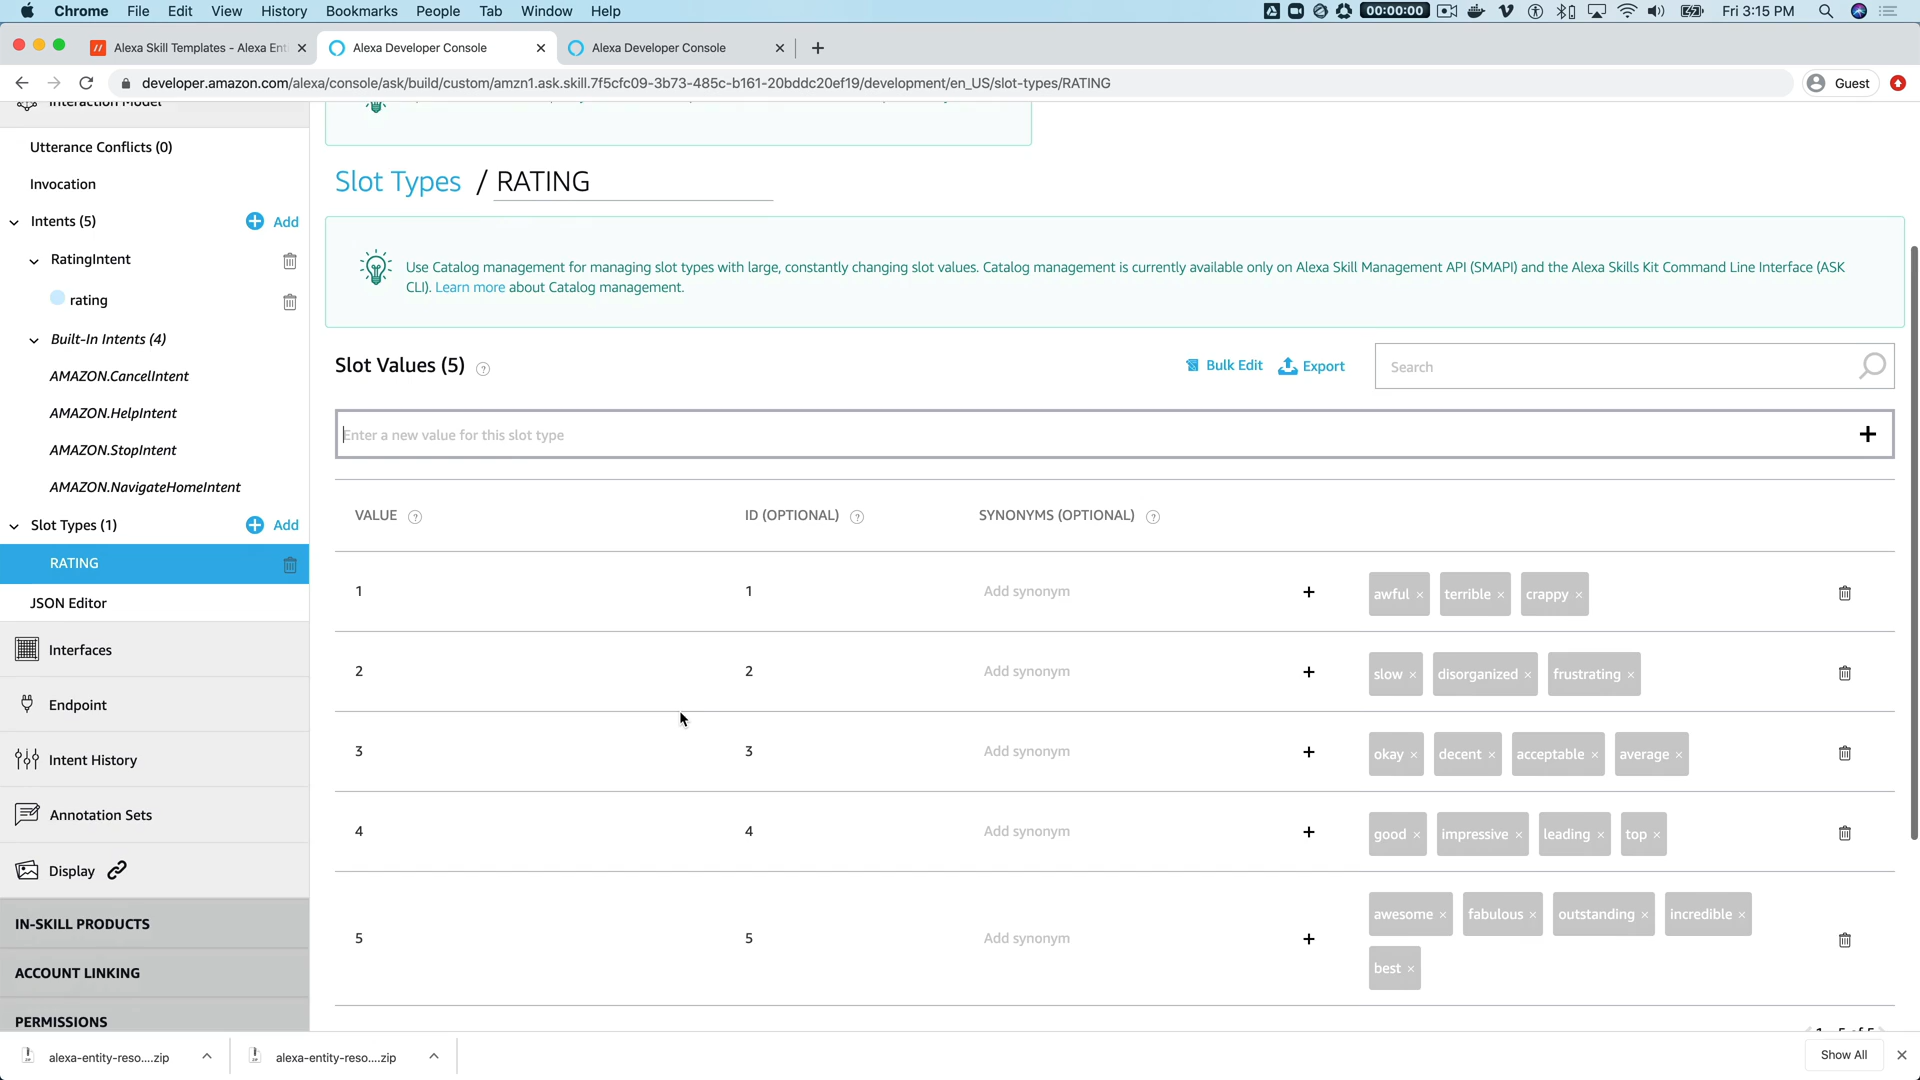 Chrome File Edit View History Bookmarks People Tab Window Help 00:00:00 Fri 3:15 PM
Alexa Skill Templates - Alexa Ent Alexa Developer Console Alexa Developer Console
developer.amazon.com/alexa/console/ask/build/custom/amzn1.ask.skill.7f5cfc09-3b73-485c-b161-20bddc20ef19/development/en_US/slot-types/RATING Guest
Interaction Model
Utterance Conflicts (0)
Invocation
Intents (5) Add
RatingIntent
rating
Built-In Intents (4)
AMAZON.CancelIntent
AMAZON.HelpIntent
AMAZON.StopIntent
AMAZON.NavigateHomeIntent
Slot Types (1) Add
RATING
JSON Editor
Interfaces
Endpoint
Intent History
Annotation Sets
Display
IN-SKILL PRODUCTS
ACCOUNT LINKING
PERMISSIONS
Slot Types / RATING
Use Catalog management for managing slot types with large, constantly changing slot values. Catalog management is currently available only on Alexa Skill Management API (SMAPI) and the Alexa Skills Kit Command Line Interface (ASK
CLI). Learn more about Catalog management.
Slot Values (5) ? Bulk Edit Export Search
Enter a new value for this slot type +
VALUE ? ID (OPTIONAL) ? SYNONYMS (OPTIONAL) ?
1 1 Add synonym + awful × terrible × crappy ×
2 2 Add synonym + slow × disorganized × frustrating ×
3 3 Add synonym + okay × decent × acceptable × average ×
4 4 Add synonym + good × impressive × leading × top ×
5 5 Add synonym + awesome × fabulous × outstanding × incredible ×
best ×
alexa-entity-reso....zip alexa-entity-reso....zip Show All